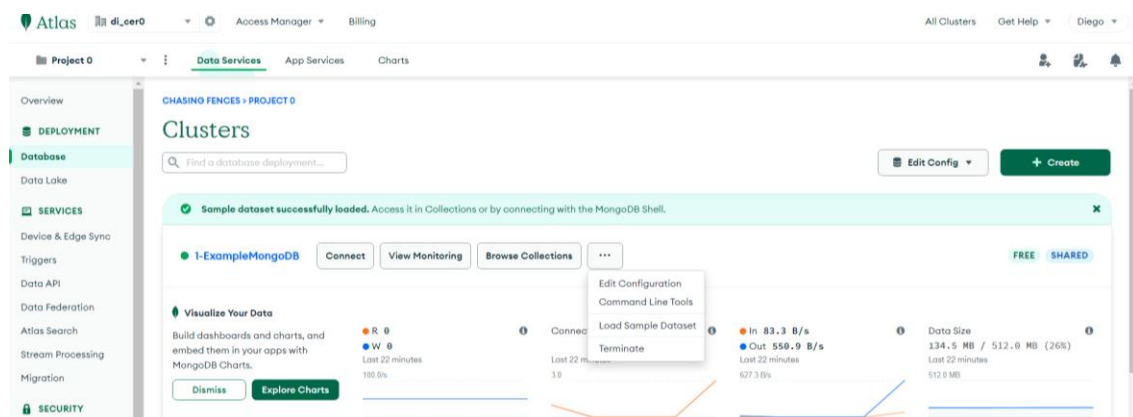 Atlas di_cer0 Access Manager Billing All Clusters Get Help Diego
Project 0 Data Services App Services Charts
Overview
DEPLOYMENT
Database
Data Lake
SERVICES
Device & Edge Sync
Triggers
Data API
Data Federation
Atlas Search
Stream Processing
Migration
SECURITY
CHASING FENCES > PROJECT 0
Clusters
Find a database deployment...
Edit Config + Create
Sample dataset successfully loaded. Access it in Collections or by connecting with the MongoDB Shell.
1-ExampleMongoDB Connect View Monitoring Browse Collections ... FREE SHARED
Edit Configuration
Command Line Tools
Load Sample Dataset
Terminate
Visualize Your Data
Build dashboards and charts, and
embed them in your apps with
MongoDB Charts.
Dismiss Explore Charts
R 0
W 0
Last 22 minutes
100.0/s
Connec
Last 22 m
3.0
In 83.3 B/s
Out 550.9 B/s
Last 22 minutes
627.3 B/s
Data Size
134.5 MB / 512.0 MB (26%)
Last 22 minutes
512.0 MB